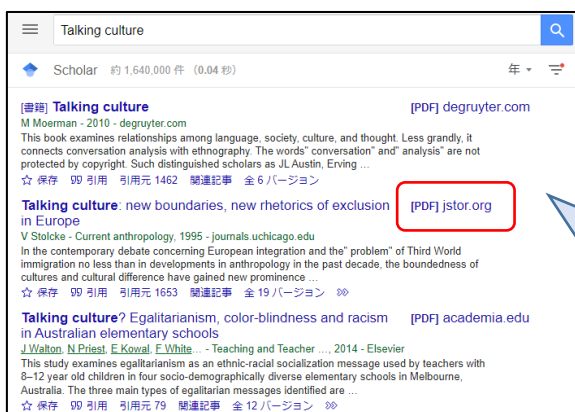 Talking culture
Scholar 約 1,640,000 件 (0.04 秒) 年
[書籍] Talking culture [PDF] degruyter.com
M Moerman - 2010 - degruyter.com
This book examines relationships among language, society, culture, and thought. Less grandly, it
connects conversation analysis with ethnography. The words" conversation" and" analysis" are not
protected by copyright. Such distinguished scholars as JL Austin, Erving ...
保存 引用 引用元 1462 関連記事 全 6 バージョン
Talking culture: new boundaries, new rhetorics of exclusion [PDF] jstor.org
in Europe
V Stolcke - Current anthropology, 1995 - journals.uchicago.edu
In the contemporary debate concerning European integration and the" problem" of Third World
immigration no less than in developments in anthropology in the past decade, the boundedness of
cultures and cultural difference have gained new prominence ...
保存 引用 引用元 1653 関連記事 全 19 バージョン
Talking culture? Egalitarianism, color-blindness and racism [PDF] academia.edu
in Australian elementary schools
J Walton, N Priest, E Kowal, F White... - Teaching and Teacher ..., 2014 - Elsevier
This study examines egalitarianism as an ethnic-racial socialization message used by teachers with
8–12 year old children in four socio-demographically diverse elementary schools in Melbourne,
Australia. The three main types of egalitarian messages identified are ...
保存 引用 引用元 79 関連記事 全 12 バージョン